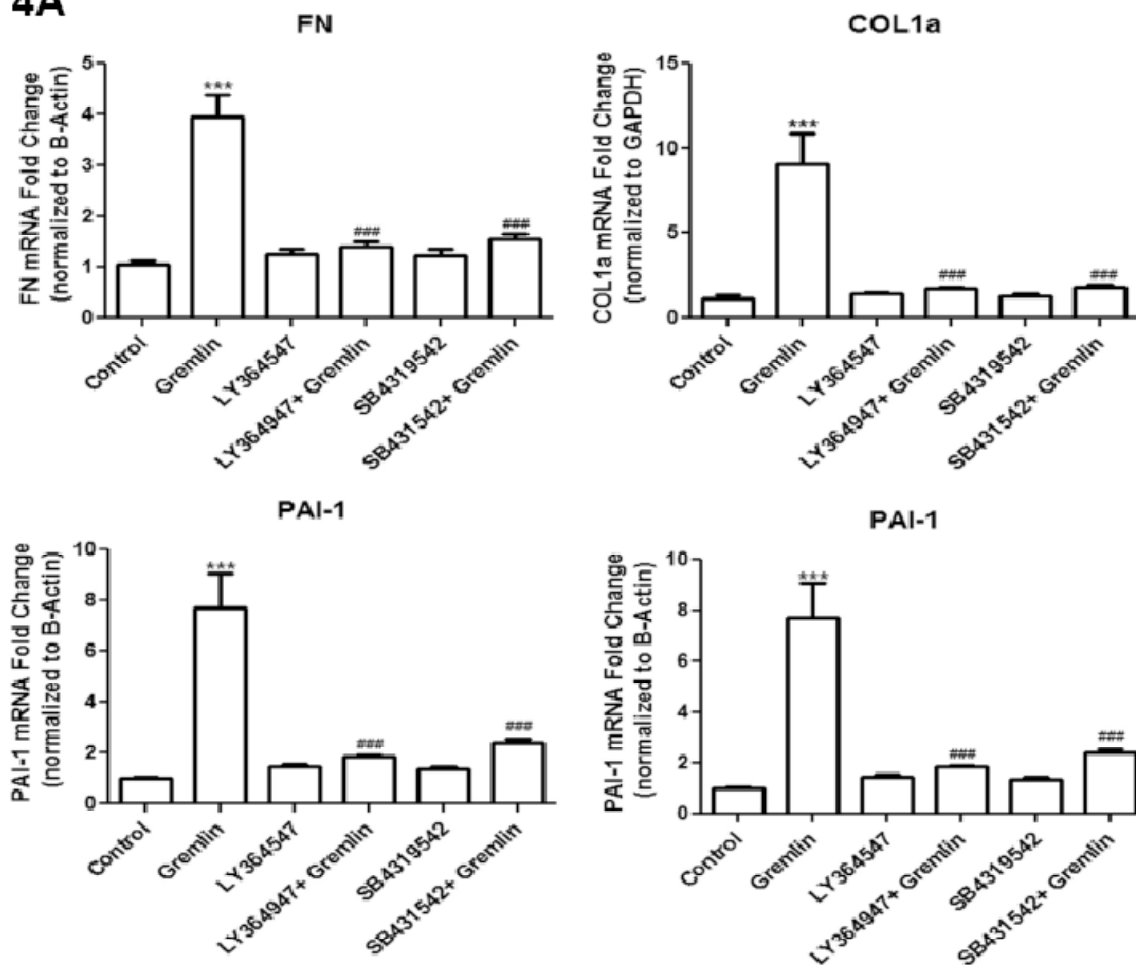 4A
FN
FN mRNA Fold Change
(normalized to B-Actin)
5
4
3
2
1
0
***
###
###
Control
Gremlin
LY364547
LY364947+ Gremlin
SB4319542
SB431542+ Gremlin
COL1a
COL1a mRNA Fold Change
(normalized to GAPDH)
15
10
5
0
***
###
###
Control
Gremlin
LY364547
LY364947+ Gremlin
SB4319542
SB431542+ Gremlin
PAI-1
PAI-1 mRNA Fold Change
(normalized to B-Actin)
10
8
6
4
2
0
***
###
###
Control
Gremlin
LY364547
LY364947+ Gremlin
SB4319542
SB431542+ Gremlin
PAI-1
PAI-1 mRNA Fold Change
(normalized to B-Actin)
10
8
6
4
2
0
***
###
###
Control
Gremlin
LY364547
LY364947+ Gremlin
SB4319542
SB431542+ Gremlin